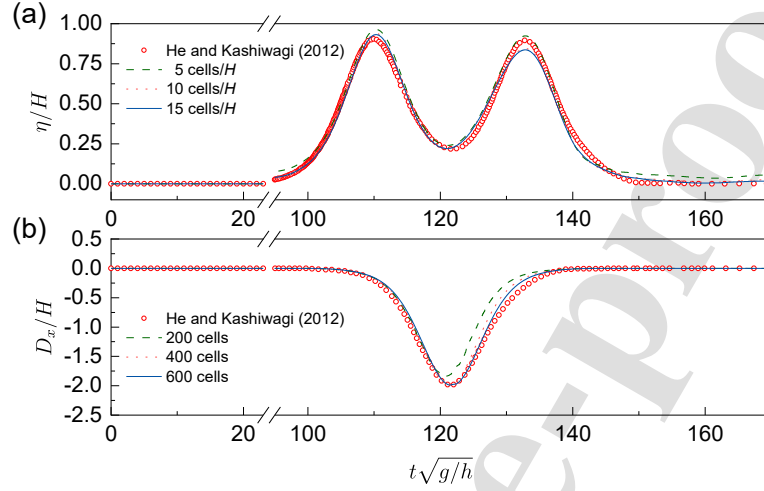 (a)
1.00
0.75
0.50
0.25
0.00
η/H
He and Kashiwagi (2012)
5 cells/H
10 cells/H
15 cells/H
0 20 100 120 140 160
(b)
0.5
0.0
-0.5
-1.0
-1.5
-2.0
-2.5
D_x/H
He and Kashiwagi (2012)
200 cells
400 cells
600 cells
0 20 100 120 140 160
t√g/h
e-proo